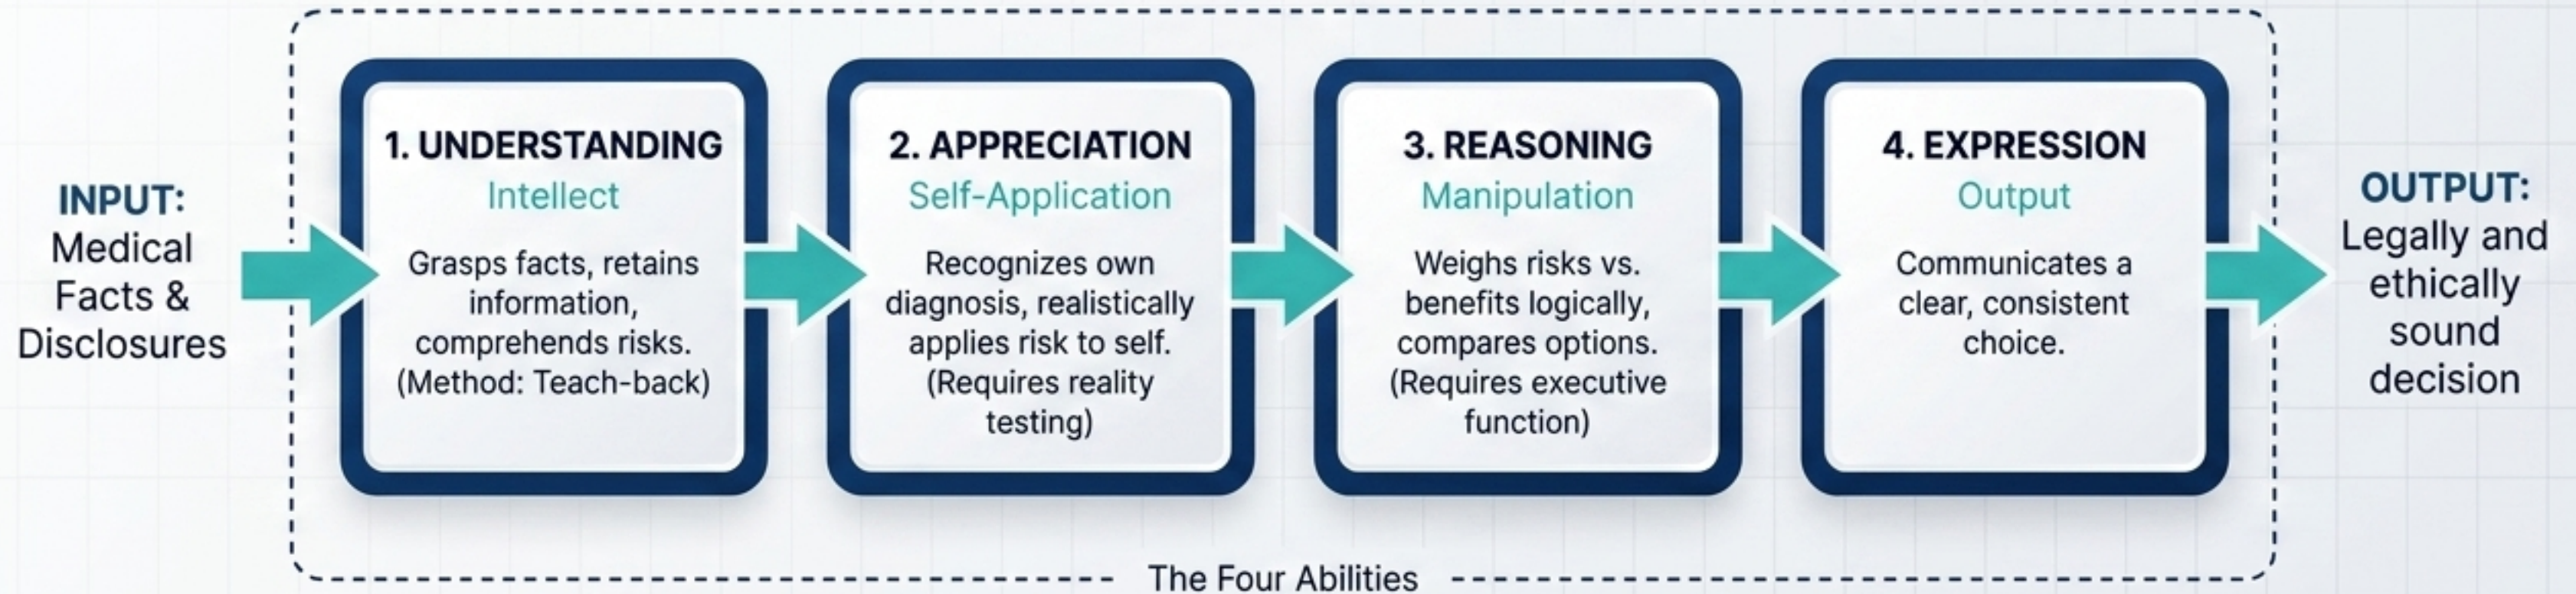 INPUT:
Medical
Facts &
Disclosures
1. UNDERSTANDING
Intellect
Grasps facts, retains
information,
comprehends risks.
(Method: Teach-back)
2. APPRECIATION
Self-Application
Recognizes own
diagnosis, realistically
applies risk to self.
(Requires reality
testing)
3. REASONING
Manipulation
Weighs risks vs.
benefits logically,
compares options.
(Requires executive
function)
4. EXPRESSION
Output
Communicates a
clear, consistent
choice.
OUTPUT:
Legally and
ethically
sound
decision
The Four Abilities